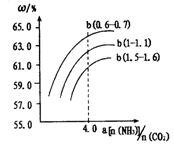 ω/%
65.0
63.0
61.0
59.0
57.0
55.0
b(0.6-0.7)
b(1-1.1)
b(1.5-1.6)
4.0
a[n(NH₃)/n(CO₂)]